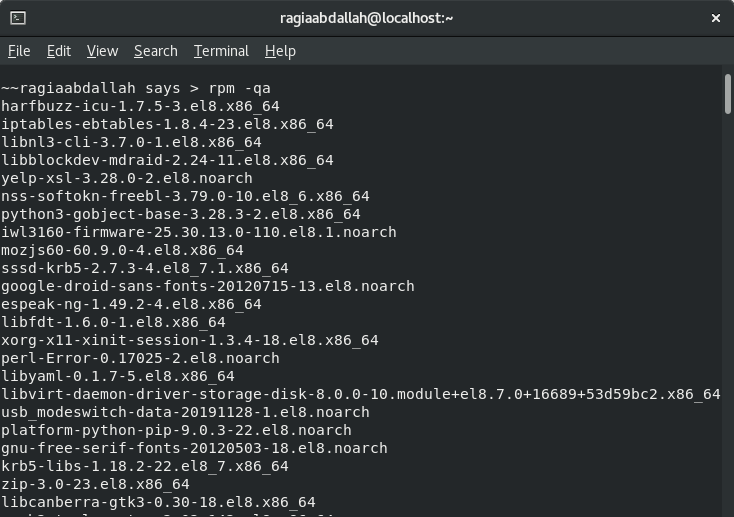 ragiaabdallah@localhost:~
File Edit View Search Terminal Help
~~ragiaabdallah says > rpm -qa
harfbuzz-icu-1.7.5-3.el8.x86_64
iptables-ebtables-1.8.4-23.el8.x86_64
libnl3-cli-3.7.0-1.el8.x86_64
libblockdev-mdraid-2.24-11.el8.x86_64
yelp-xsl-3.28.0-2.el8.noarch
nss-softokn-freebl-3.79.0-10.el8_6.x86_64
python3-gobject-base-3.28.3-2.el8.x86_64
iwl3160-firmware-25.30.13.0-110.el8.1.noarch
mozjs60-60.9.0-4.el8.x86_64
sssd-krb5-2.7.3-4.el8_7.1.x86_64
google-droid-sans-fonts-20120715-13.el8.noarch
espeak-ng-1.49.2-4.el8.x86_64
libfdt-1.6.0-1.el8.x86_64
xorg-x11-xinit-session-1.3.4-18.el8.x86_64
perl-Error-0.17025-2.el8.noarch
libyaml-0.1.7-5.el8.x86_64
libvirt-daemon-driver-storage-disk-8.0.0-10.module+el8.7.0+16689+53d59bc2.x86_64
usb_modeswitch-data-20191128-1.el8.noarch
platform-python-pip-9.0.3-22.el8.noarch
gnu-free-serif-fonts-20120503-18.el8.noarch
krb5-libs-1.18.2-22.el8_7.x86_64
zip-3.0-23.el8.x86_64
libcanberra-gtk3-0.30-18.el8.x86_64